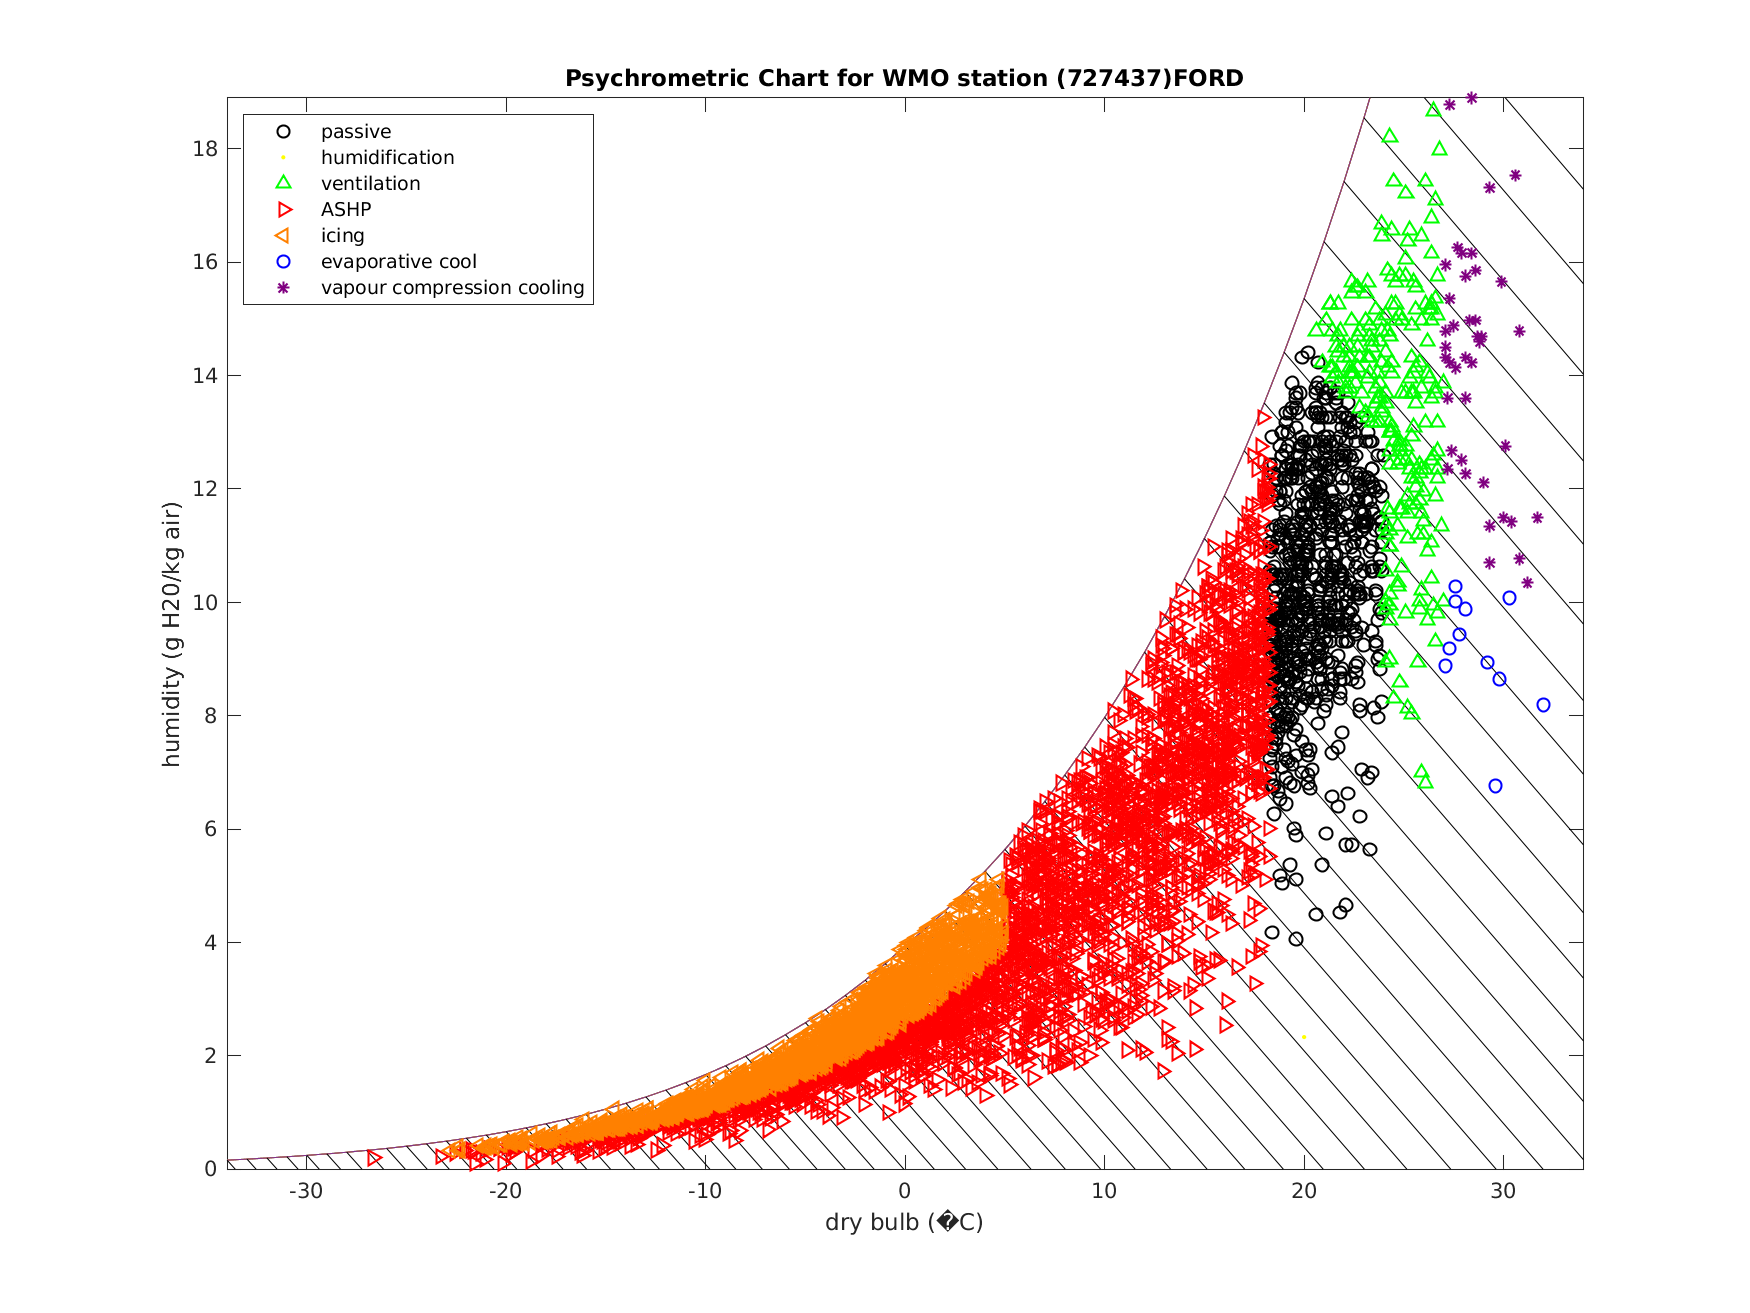 Psychrometric Chart for WMO station (727437)FORD
passive
humidification
ventilation
ASHP
icing
evaporative cool
vapour compression cooling
humidity (g H20/kg air)
18
16
14
12
10
8
6
4
2
0
-30 -20 -10 0 10 20 30
dry bulb (�C)